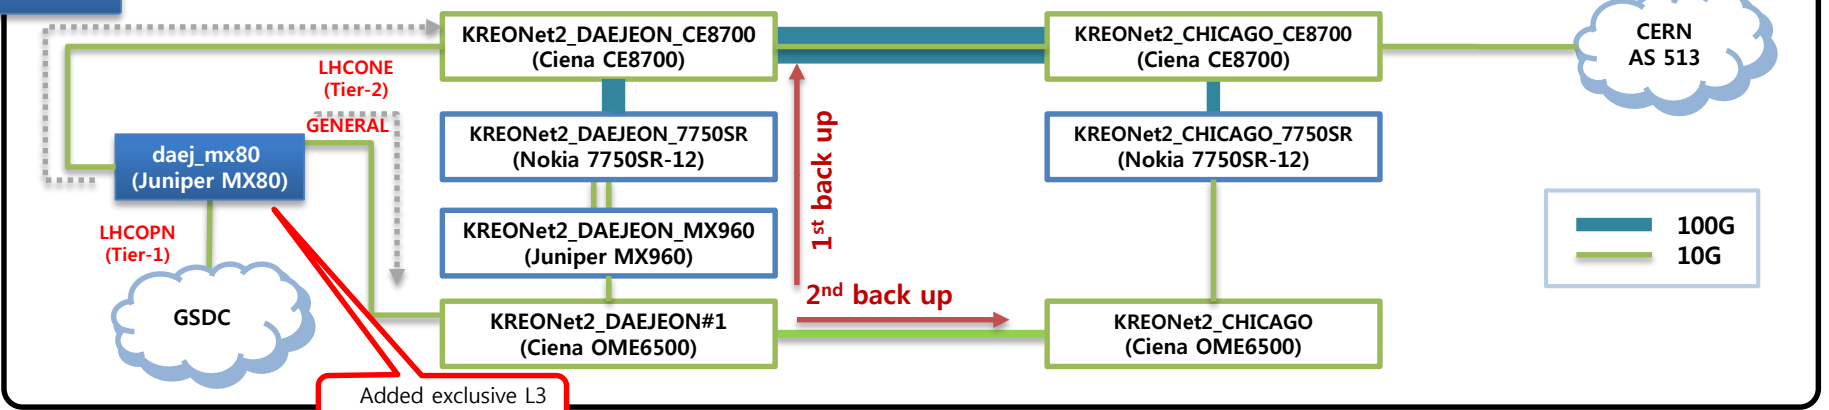 KREONet2_DAEJEON_CE8700
(Ciena CE8700)
KREONet2_CHICAGO_CE8700
(Ciena CE8700)
CERN
AS 513
LHCONE
(Tier-2)
GENERAL
daej_mx80
(Juniper MX80)
KREONet2_DAEJEON_7750SR
(Nokia 7750SR-12)
1st back up
KREONet2_CHICAGO_7750SR
(Nokia 7750SR-12)
LHCOPN
(Tier-1)
KREONet2_DAEJEON_MX960
(Juniper MX960)
100G
10G
GSDC
2nd back up
KREONet2_DAEJEON#1
(Ciena OME6500)
KREONet2_CHICAGO
(Ciena OME6500)
Added exclusive L3